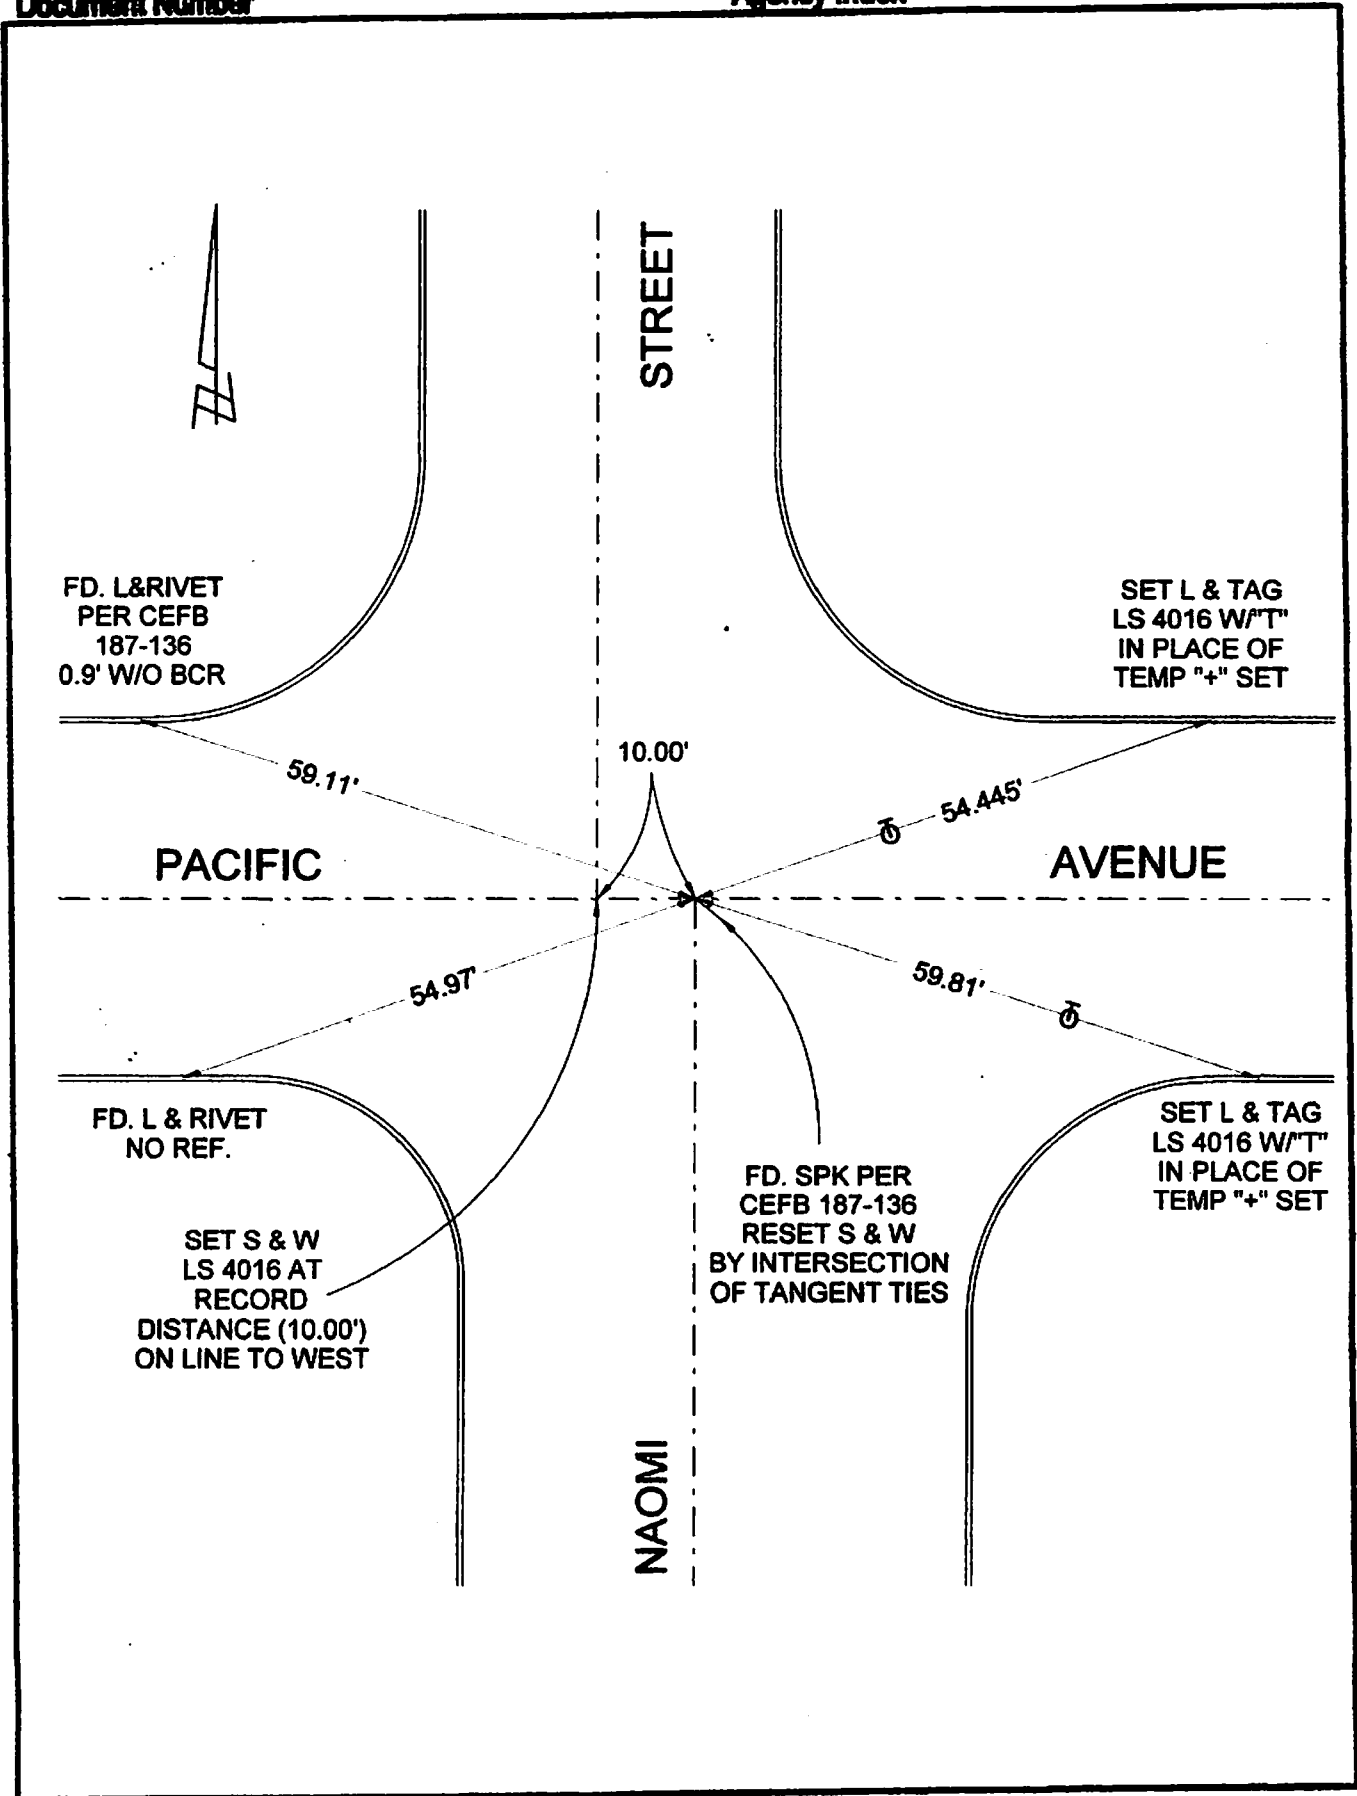 Document Number
Agency Index
STREET
FD. L&RIVET
PER CEFB
187-136
0.9' W/O BCR
SET L & TAG
LS 4016 W/"T"
IN PLACE OF
TEMP "+" SET
10.00'
59.11'
54.445'
PACIFIC
AVENUE
54.97'
59.81'
FD. L & RIVET
NO REF.
SET L & TAG
LS 4016 W/"T"
IN PLACE OF
TEMP "+" SET
FD. SPK PER
CEFB 187-136
RESET S & W
BY INTERSECTION
OF TANGENT TIES
SET S & W
LS 4016 AT
RECORD
DISTANCE (10.00')
ON LINE TO WEST
NAOMI